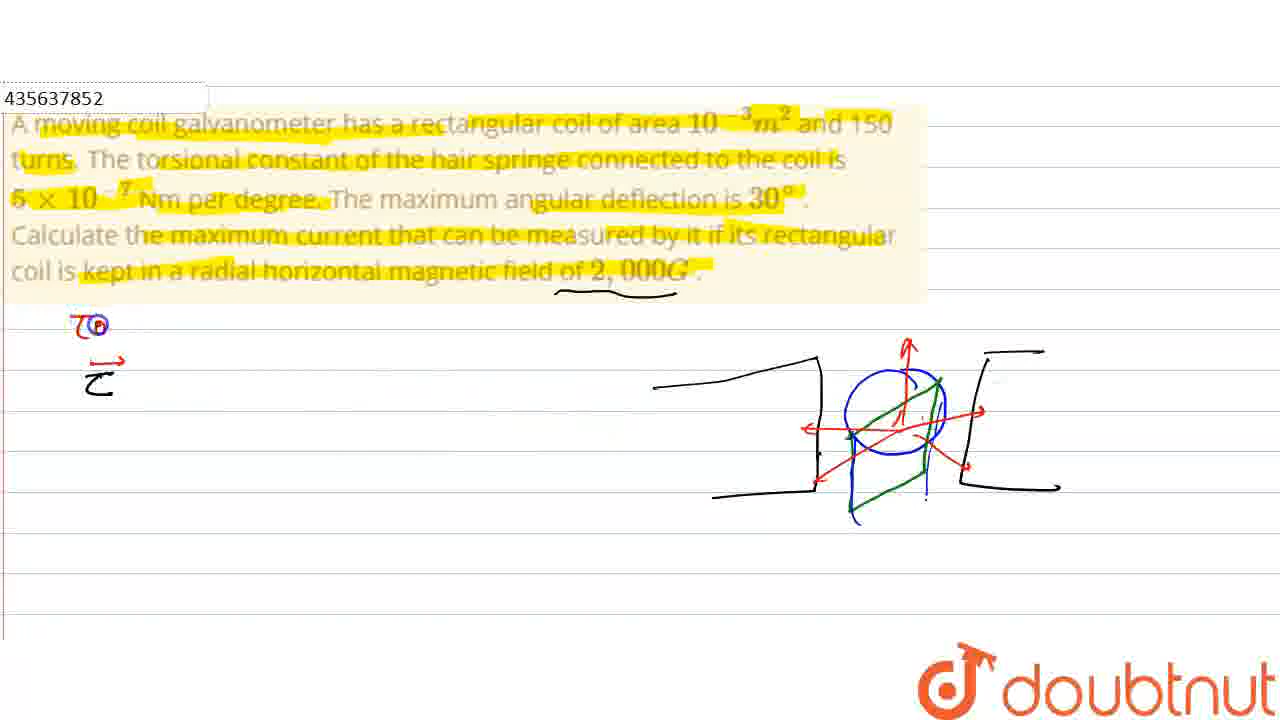 435637852
A moving coil galvanometer has a rectangular coil of area 10⁻³m² and 150
turns. The torsional constant of the hair springe connected to the coil is
× 10⁻⁷ Nm per degree. The maximum angular deflection is 30°.
Calculate the maximum current that can be measured by it if its rectangular
coil is kept in a radial horizontal magnetic field of 2, 000G.
τ
doubtnut